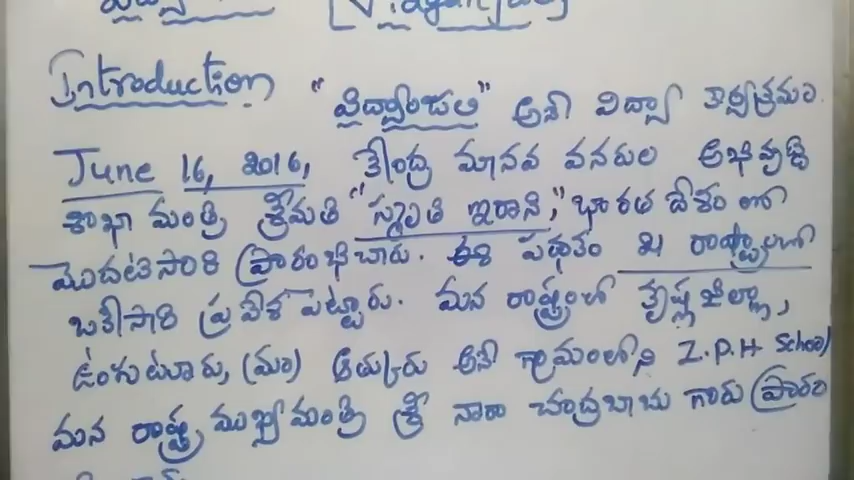 Introduction "విద్యాంజలి" అనే విద్యా కార్యక్రమం
June 16, 2016, కేంద్ర మానవ వనరుల అభివృద్ధి
శాఖా మంత్రి శ్రీమతి "స్మృతి ఇరాని," భారత దేశం లో
మొదటిసారి ప్రారంభించారు. ఈ పథకం 21 రాష్ట్రాలలో
ఒకేసారి ప్రవేశ పెట్టారు. మన రాష్ట్రంలో కృష్ణజిల్లా,
ఉంగుటూరు, (మం) ఆత్కురు అనే గ్రామంలోని Z.P.H School
మన రాష్ట్ర ముఖ్యమంత్రి శ్రీ నారా చంద్రబాబు గారు ప్రారం